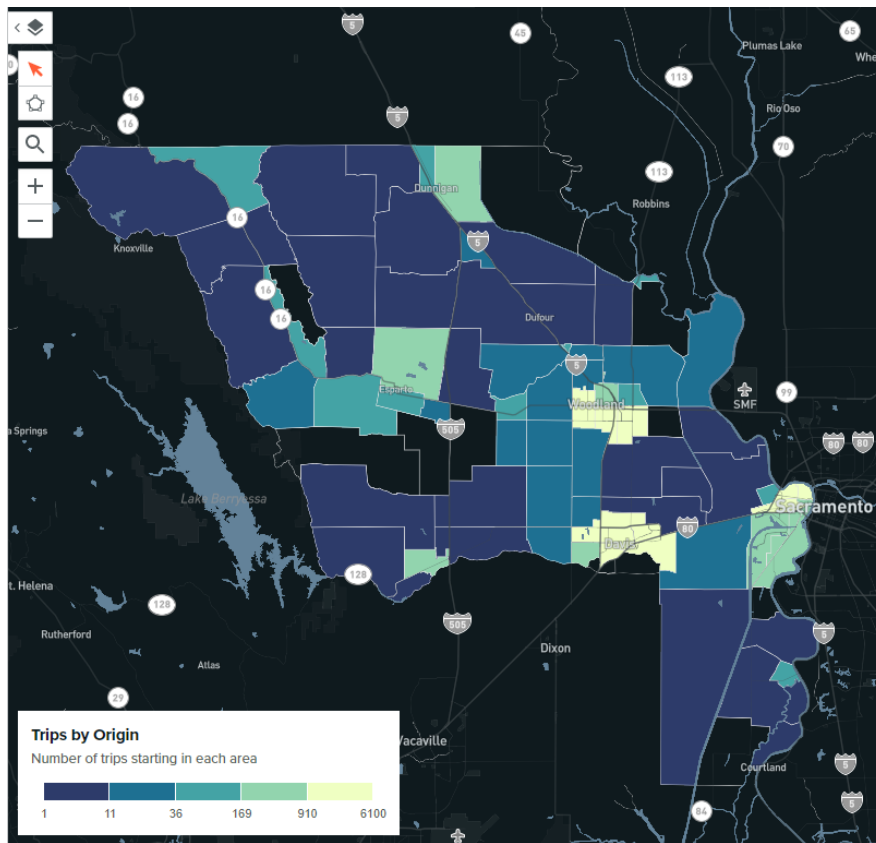 5
45
65
Plumas Lake
Whe
113
16
Rio Oso
5
16
70
113
Dunnigan
Robbins
16
5
Knoxville
16
16
Dufour
5
SMF
99
Esparto
Woodland
a Springs
505
80
80
Lake Berryessa
Sacramento
80
Davis
t. Helena
128
128
505
5
Rutherford
Dixon
Atlas
29
Trips by Origin
Number of trips starting in each area
1 11 36 169 910 6100
Vacaville
Courtland
5
5
84